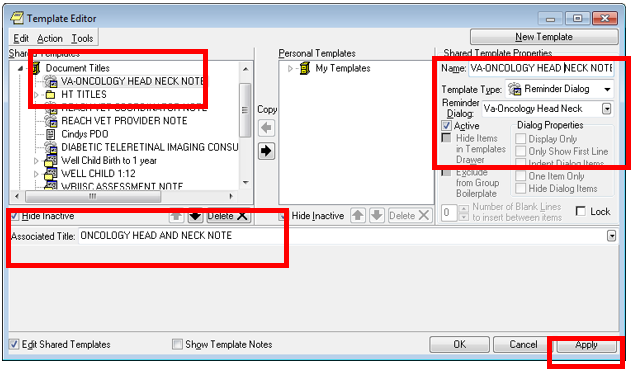 Template Editor
Edit Action Tools
New Template
Shared Templates
Document Titles
VA-ONCOLOGY HEAD NECK NOTE
HT TITLES
REACH VET COORDINATOR NOTE
REACH VET PROVIDER NOTE
Cindys PDO
DIABETIC TELERETINAL IMAGING CONSU
Well Child Birth to 1 year
WELL CHILD 1:12
WRIISC ASSESSMENT NOTE
Hide Inactive
Delete
Copy
Personal Templates
My Templates
Hide Inactive
Delete
Shared Template Properties
Name: VA-ONCOLOGY HEAD NECK NOTE
Template Type: Reminder Dialog
Reminder Dialog: Va-Oncology Head Neck
Active
Hide Items in Templates Drawer
Exclude from Group Boilerplate
Dialog Properties
Display Only
Only Show First Line
Indent Dialog Items
One Item Only
Hide Dialog Items
0 Number of Blank Lines to insert between items
Lock
Associated Title: ONCOLOGY HEAD AND NECK NOTE
Edit Shared Templates
Show Template Notes
OK Cancel Apply